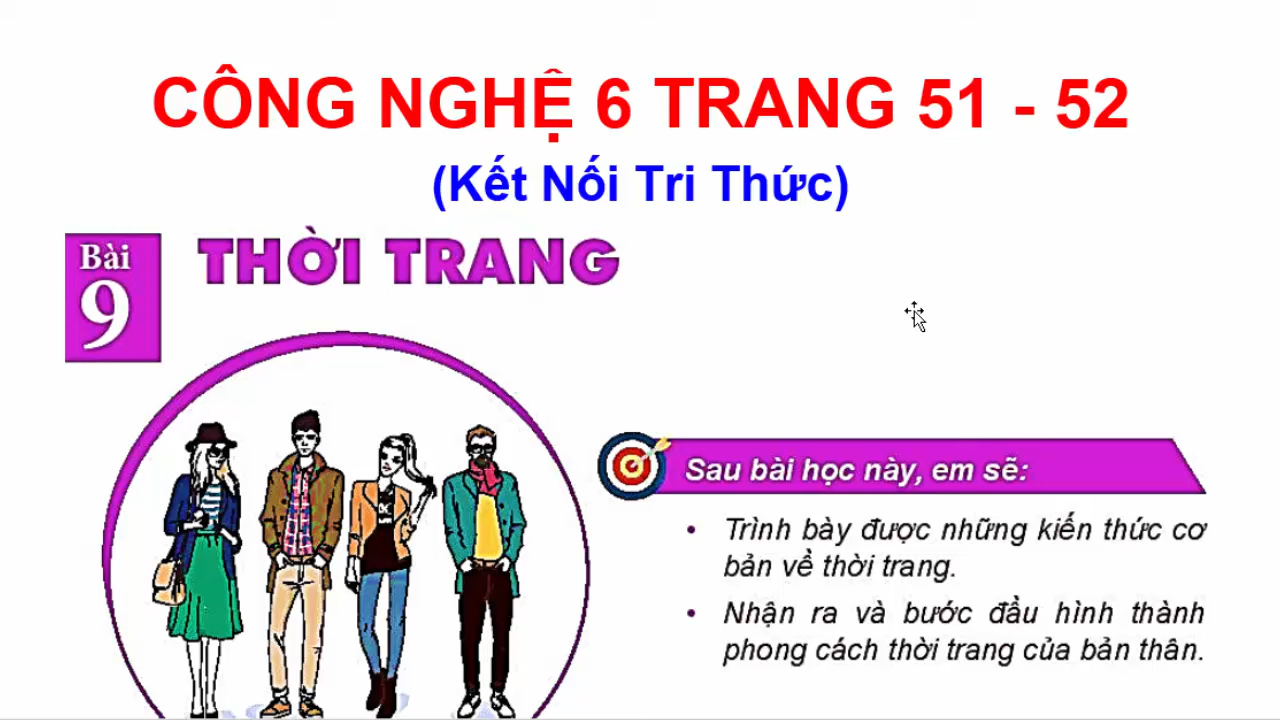 CÔNG NGHỆ 6 TRANG 51 - 52
(Kết Nối Tri Thức)
Bài
9
THỜI TRANG
Sau bài học này, em sẽ:
• Trình bày được những kiến thức cơ
bản về thời trang.
• Nhận ra và bước đầu hình thành
phong cách thời trang của bản thân.